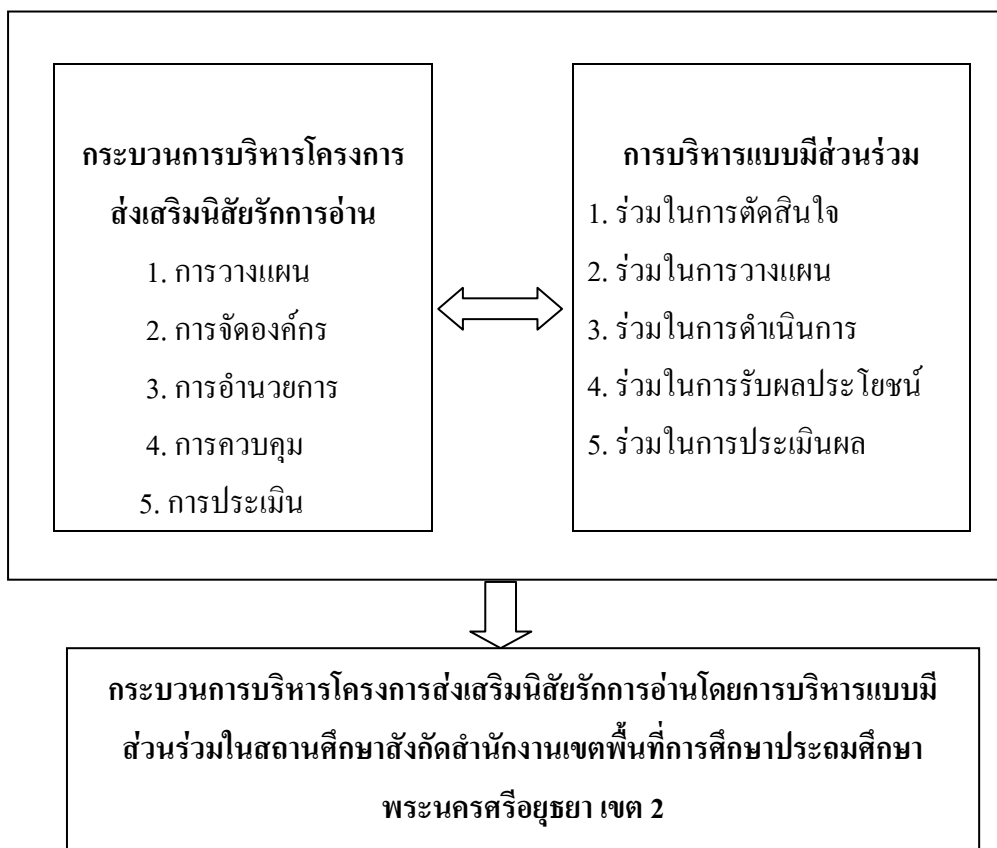 กระบวนการบริหารโครงการ
ส่งเสริมนิสัยรักการอ่าน
1. การวางแผน
2. การจัดองค์กร
3. การอำนวยการ
4. การควบคุม
5. การประเมิน
การบริหารแบบมีส่วนร่วม
1. ร่วมในการตัดสินใจ
2. ร่วมในการวางแผน
3. ร่วมในการดำเนินการ
4. ร่วมในการรับผลประโยชน์
5. ร่วมในการประเมินผล
กระบวนการบริหารโครงการส่งเสริมนิสัยรักการอ่านโดยการบริหารแบบมี
ส่วนร่วมในสถานศึกษาสังกัดสำนักงานเขตพื้นที่การศึกษาประถมศึกษา
พระนครศรีอยุธยา เขต 2